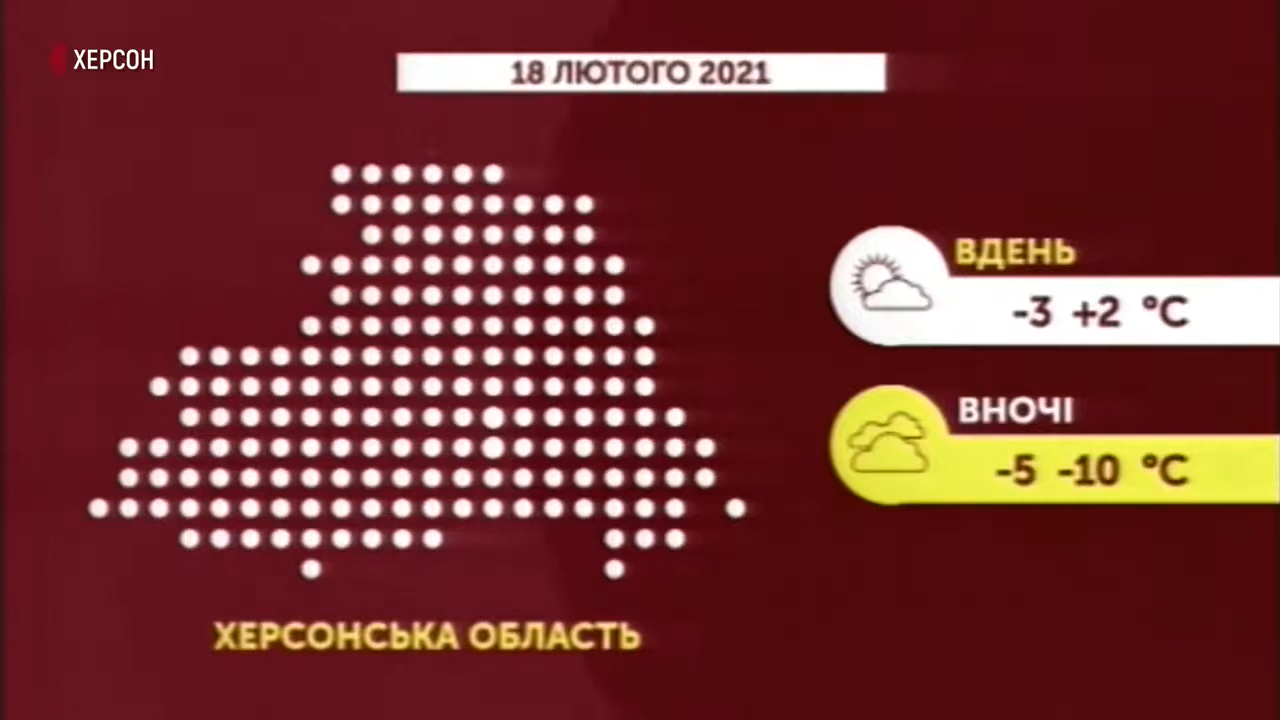 ХЕРСОН
18 ЛЮТОГО 2021
ВДЕНЬ
-3 +2 °C
ВНОЧІ
-5 -10 °C
ХЕРСОНСЬКА ОБЛАСТЬ